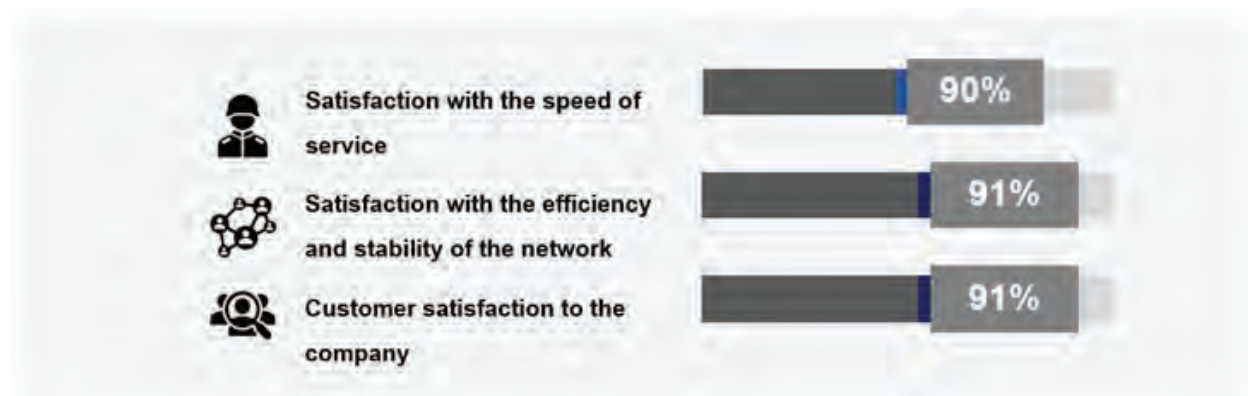 Satisfaction with the speed of
service
90%
Satisfaction with the efficiency
and stability of the network
91%
Customer satisfaction to the
company
91%